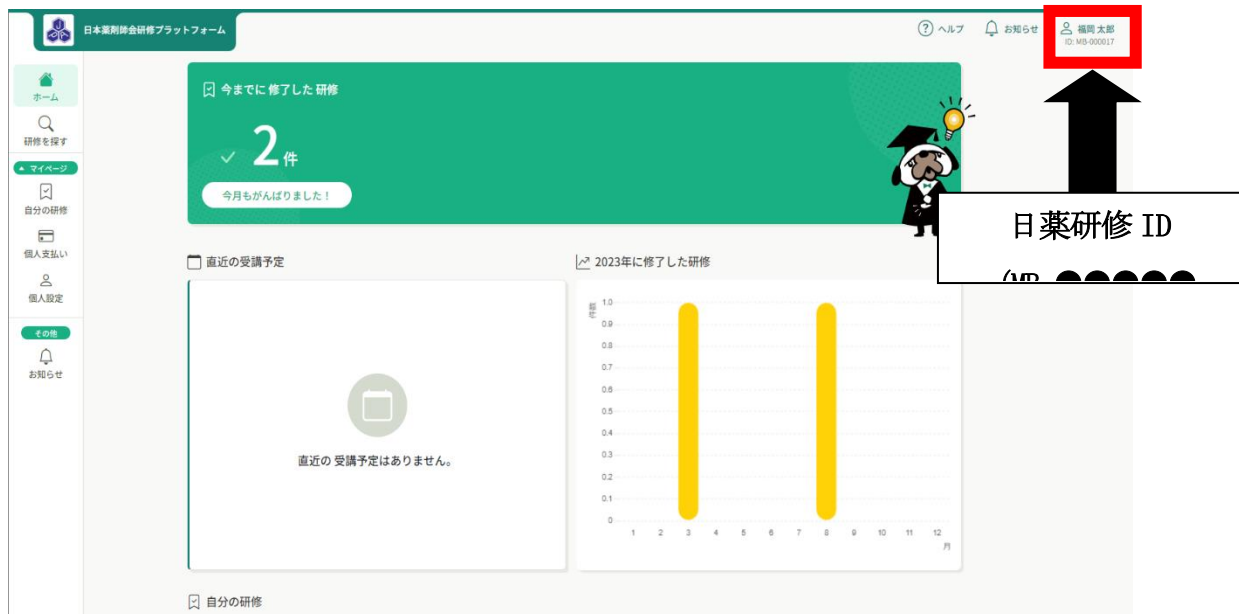 日本薬剤師会研修プラットフォーム
ヘルプ
お知らせ
福岡 太郎
ID: MB-000017
ホーム
研修を探す
マイページ
自分の研修
個人支払い
個人設定
その他
お知らせ
今までに 修了した 研修
2 件
今月もがんばりました!
日薬研修 ID
(MB ●●●●●
直近の受講予定
直近の 受講予定はありません。
2023年に修了した研修
件数
1.0
0.9
0.8
0.7
0.6
0.5
0.4
0.3
0.2
0.1
0
1 2 3 4 5 6 7 8 9 10 11 12
月
自分の研修